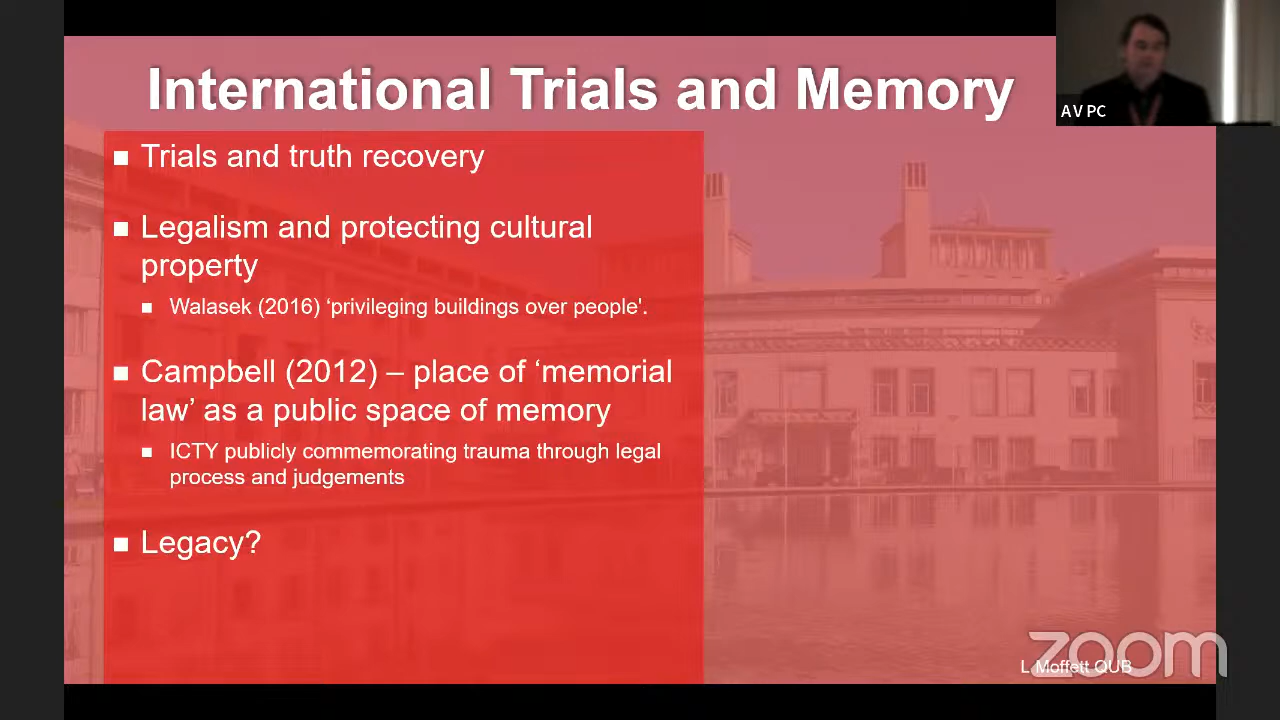 International Trials and Memory
AV PC
■ Trials and truth recovery
■ Legalism and protecting cultural
property
■ Walasek (2016) ‘privileging buildings over people'.
■ Campbell (2012) – place of ‘memorial
law’ as a public space of memory
■ ICTY publicly commemorating trauma through legal
process and judgements
■ Legacy?
L Moffett QUB
zoom